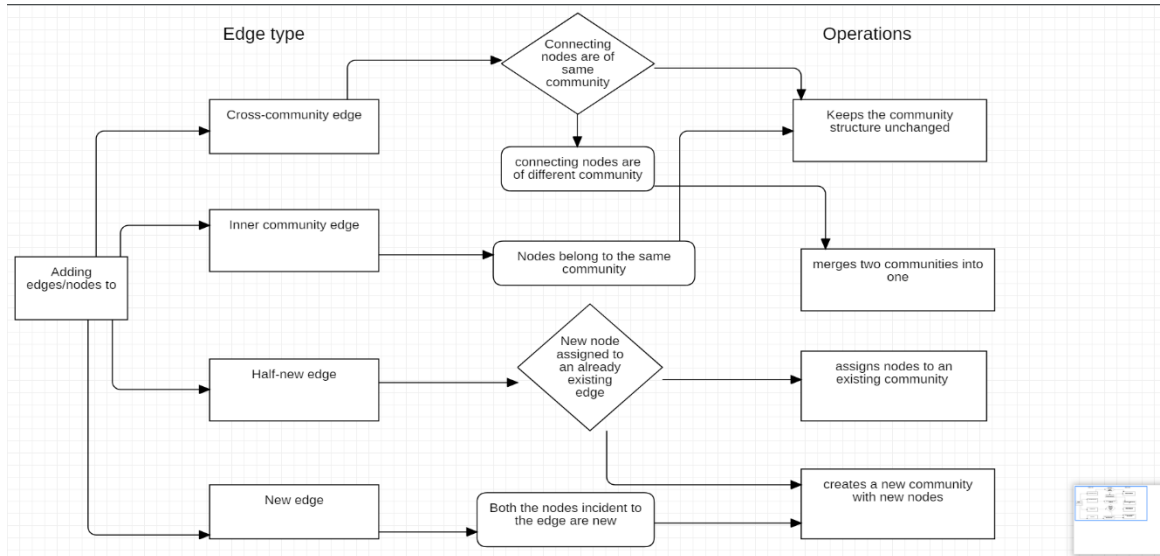 Edge type
Operations
Connecting
nodes are of
same
community
Cross-community edge
Keeps the community
structure unchanged
connecting nodes are
of different community
Inner community edge
Nodes belong to the same
community
Adding
edges/nodes to
merges two communities into
one
New node
assigned to
an already
existing
edge
Half-new edge
assigns nodes to an
existing community
New edge
Both the nodes incident to
the edge are new
creates a new community
with new nodes